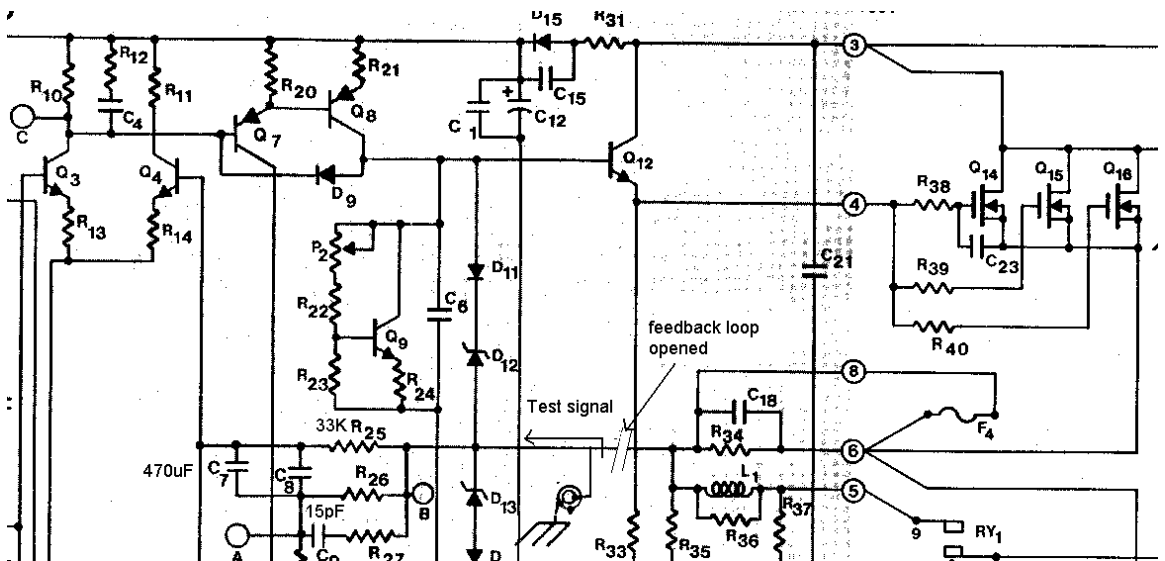 D15
R31
3
R12
R10
R11
R20
R21
C4
C
Q7
Q8
C15
C1
C12
Q3
Q4
D9
Q12
Q14
Q15
Q16
R38
4
R13
R14
P2
D11
C21
C23
R39
R22
C6
Q9
feedback loop
opened
R40
R23
R24
D12
8
C18
Test signal
F4
33K
R25
R34
6
470uF
C7
C8
R26
B
D13
L1
5
15pF
R37
R36
9
RY1
A
C9
R27
D
R33
R35